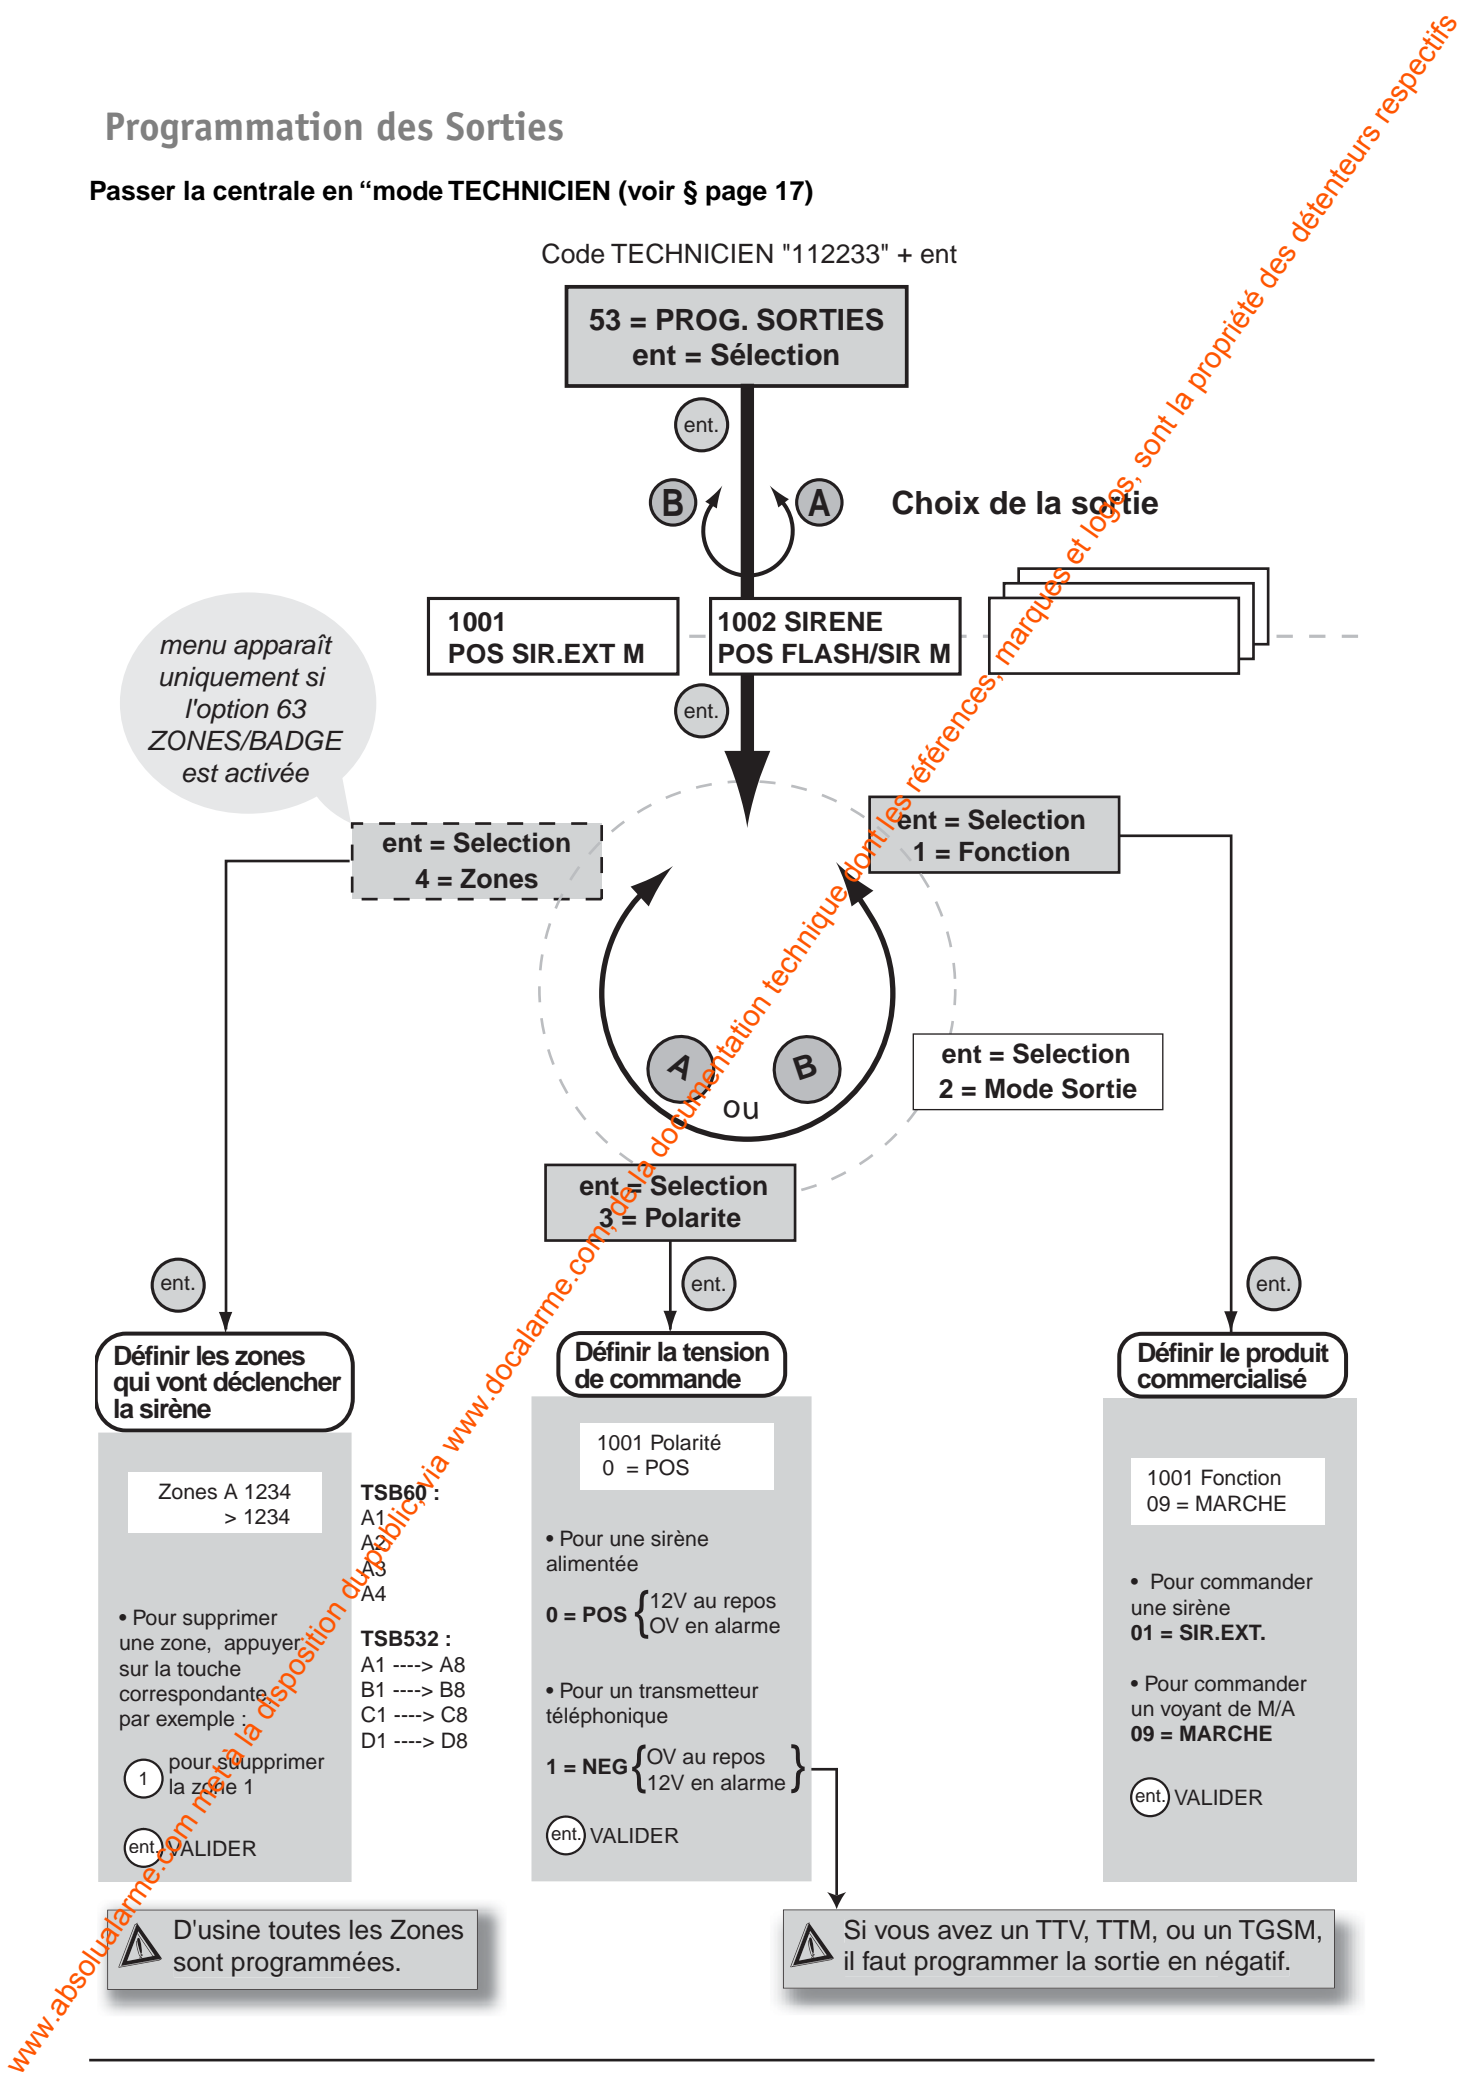 Programmation des Sorties
Passer la centrale en “mode TECHNICIEN (voir § page 17)
Code TECHNICIEN "112233" + ent
53 = PROG. SORTIES
ent = Sélection
ent.
B
A
Choix de la sortie
1001
POS SIR.EXT M
1002 SIRENE
POS FLASH/SIR M
ent.
menu apparaît
uniquement si
l'option 63
ZONES/BADGE
est activée
ent = Selection
4 = Zones
ent = Selection
1 = Fonction
A
ou
B
ent = Selection
2 = Mode Sortie
ent = Selection
3 = Polarite
ent.
ent.
ent.
Définir les zones
qui vont déclencher
la sirène
Zones A 1234
> 1234
• Pour supprimer
une zone, appuyer
sur la touche
correspondante,
par exemple :
1
pour suupprimer
la zone 1
ent.
VALIDER
TSB60 :
A1
A2
A3
A4
TSB532 :
A1 ----> A8
B1 ----> B8
C1 ----> C8
D1 ----> D8
Définir la tension
de commande
1001 Polarité
0 = POS
• Pour une sirène
alimentée
0 = POS { 12V au repos
OV en alarme
• Pour un transmetteur
téléphonique
1 = NEG { OV au repos }
12V en alarme
ent.
VALIDER
Définir le produit
commercialisé
1001 Fonction
09 = MARCHE
• Pour commander
une sirène
01 = SIR.EXT.
• Pour commander
un voyant de M/A
09 = MARCHE
ent.
VALIDER
D'usine toutes les Zones
sont programmées.
Si vous avez un TTV, TTM, ou un TGSM,
il faut programmer la sortie en négatif.
www.absolualarme.com met à la disposition du public, via www.docalarme.com, de la documentation technique dont les références, marques et logos, sont la propriété des détenteurs respectifs